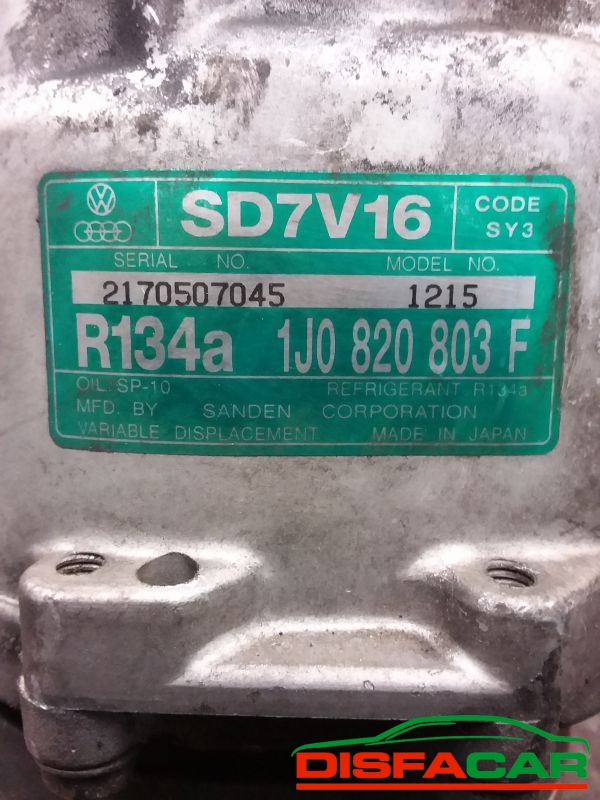 SD7V16
CODE
SY3
SERIAL NO. MODEL NO.
2170507045 1215
R134a 1J0 820 803 F
OIL SP-10 REFRIGERANT R134a
MFD. BY SANDEN CORPORATION
VARIABLE DISPLACEMENT MADE IN JAPAN
DISFACAR